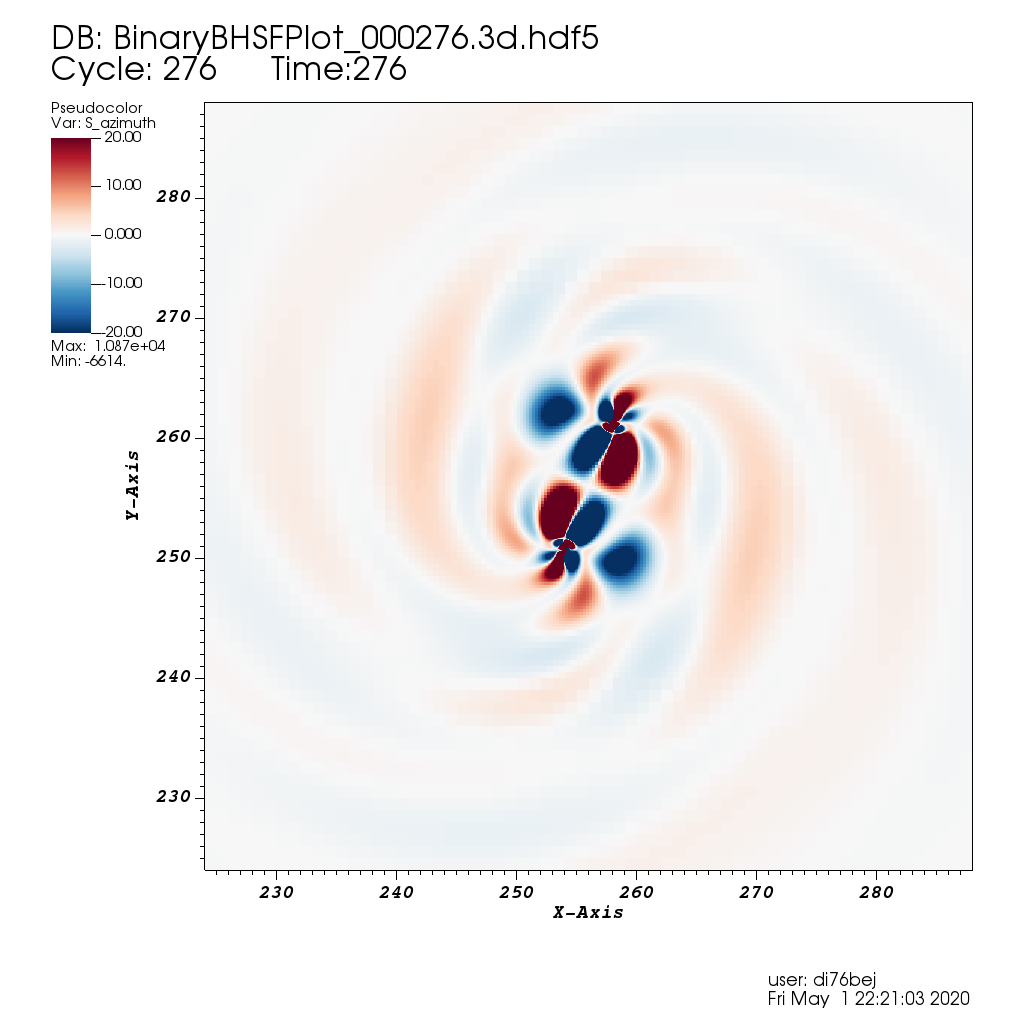 DB: BinaryBHSFPlot_000276.3d.hdf5
Cycle: 276 Time:276
Pseudocolor
Var: S_azimuth
20.00
10.00
0.000
-10.00
-20.00
Max: 1.087e+04
Min: -6614.
280
270
260
250
240
230
Y-Axis
230 240 250 260 270 280
X-Axis
user: di76bej
Fri May 1 22:21:03 2020